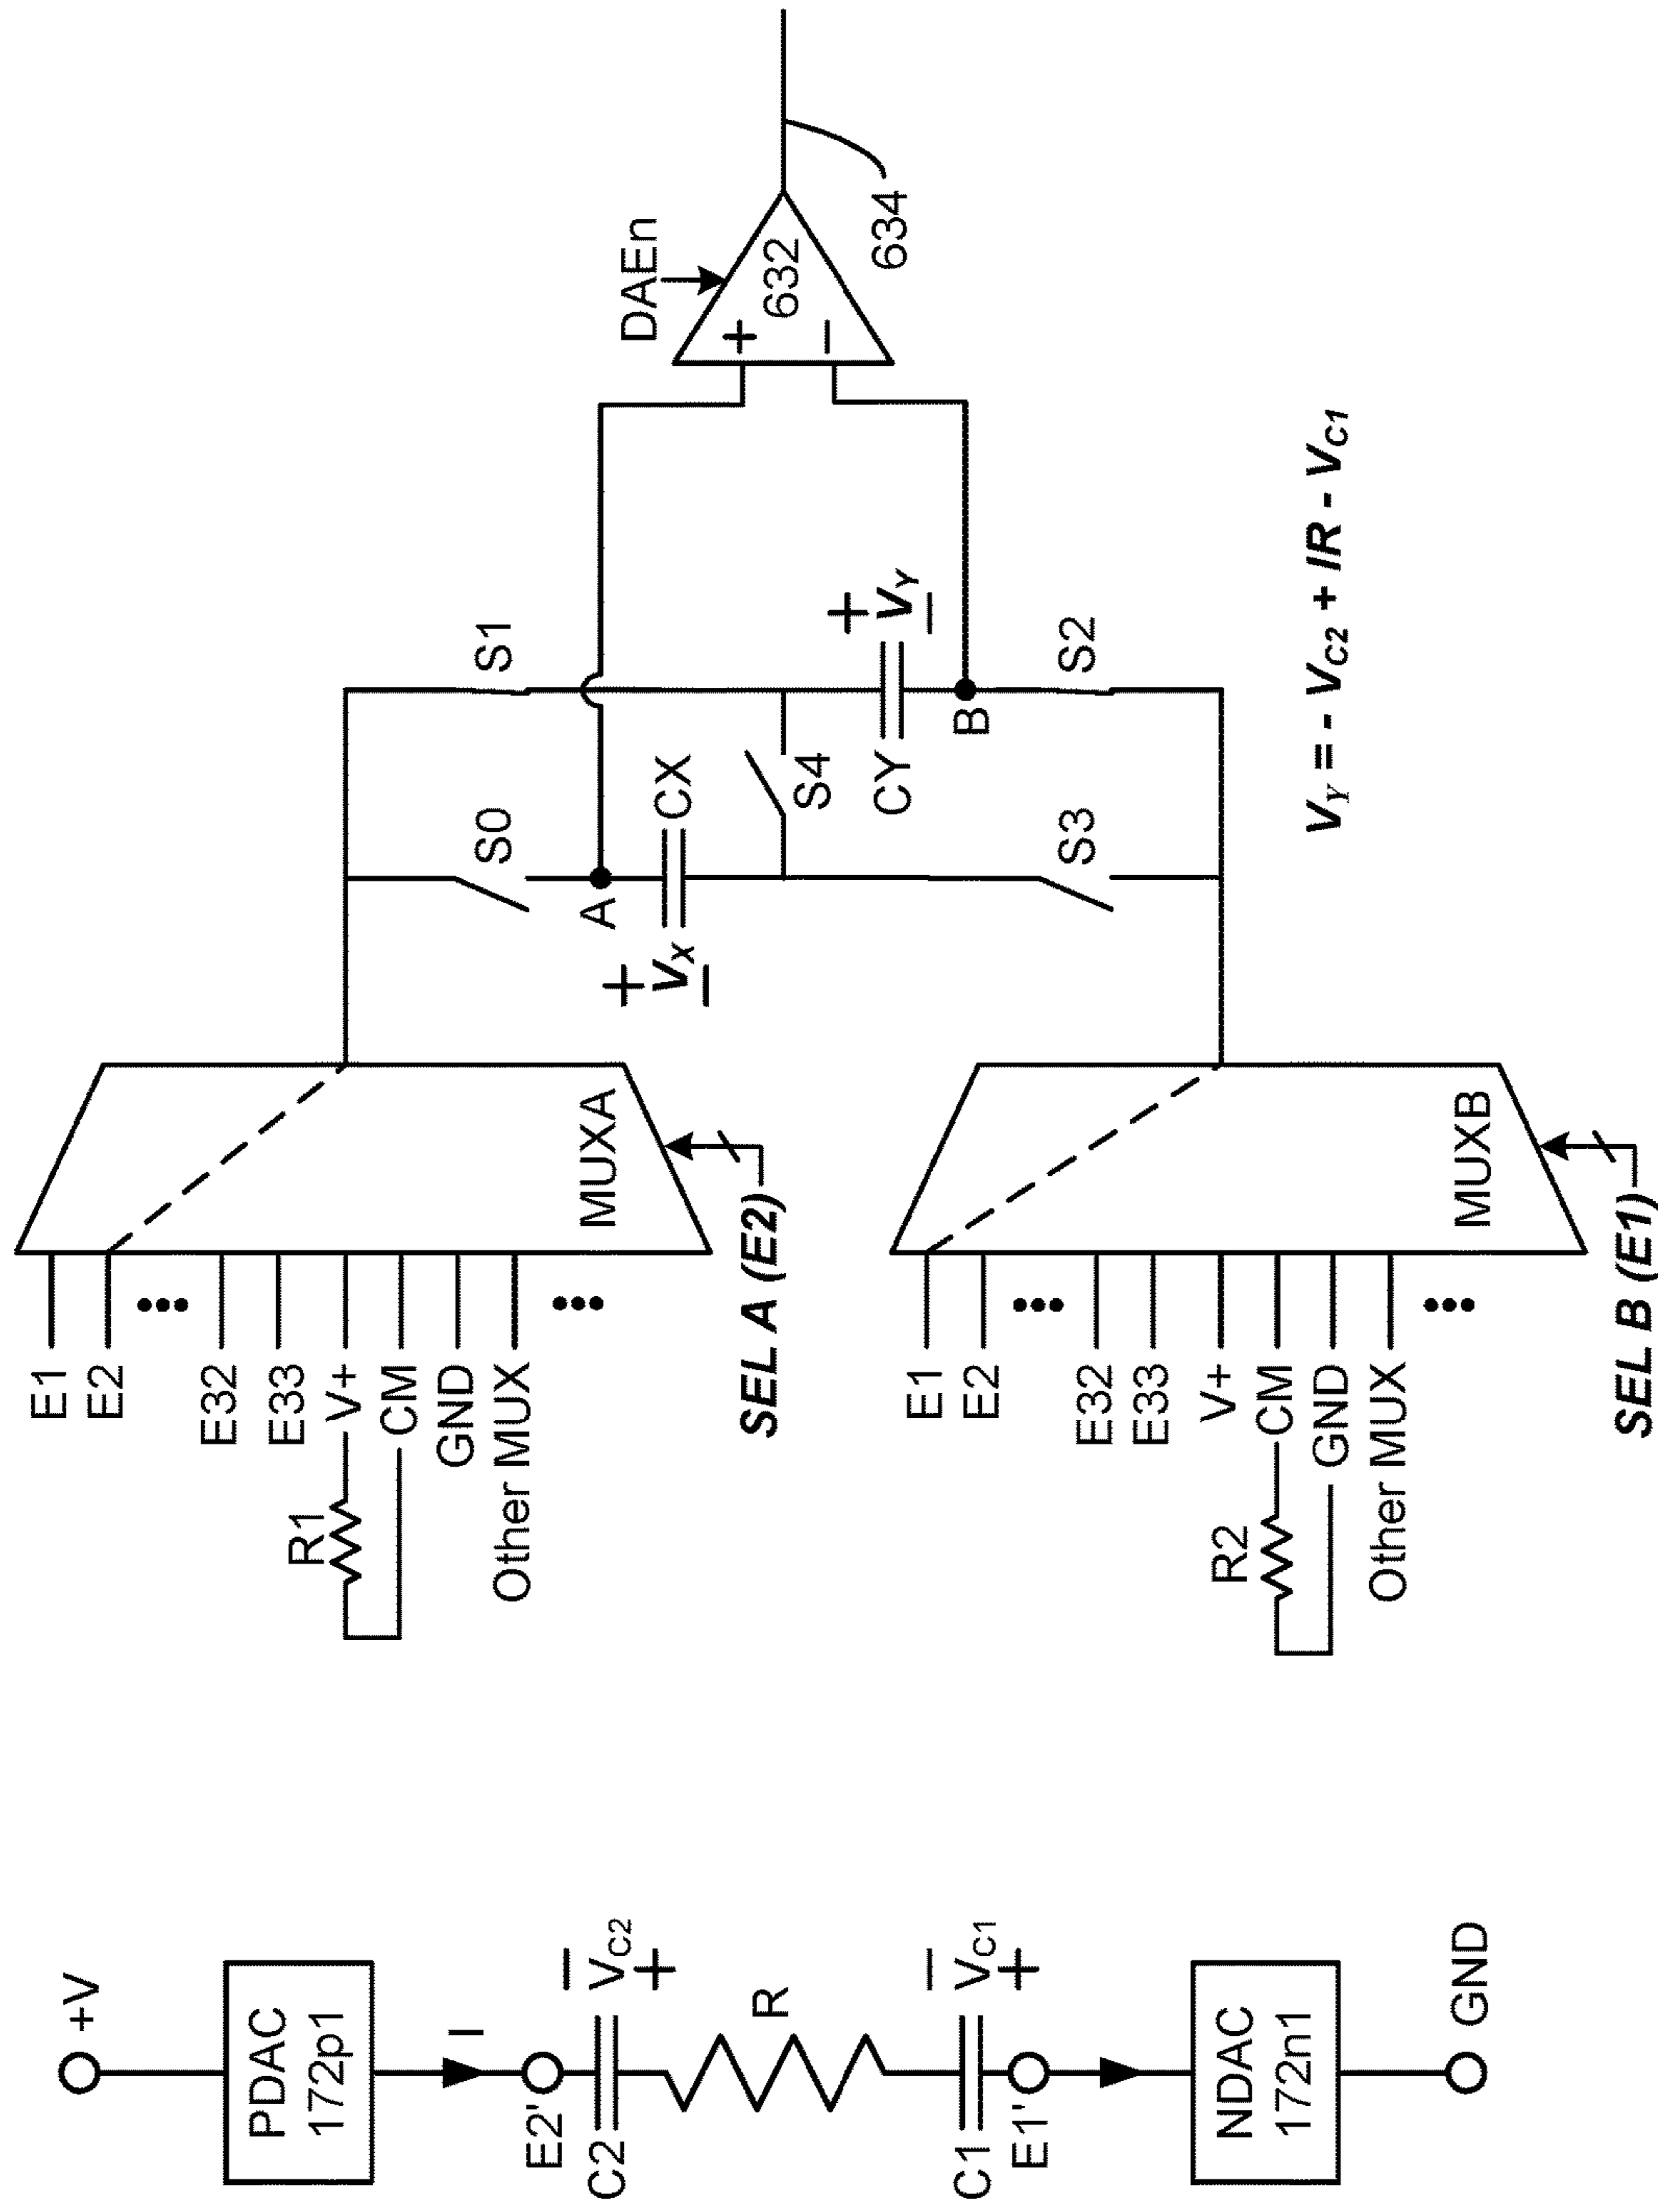 +V
PDAC
172p1
I
E2'
C2
– VC2 +
R
C1
– VC1 +
E1'
NDAC
172n1
GND
E1
E2
•••
E32
E33
V+
R1
CM
GND
Other MUX
•••
MUXA
SEL A (E2)
E1
E2
•••
E32
E33
V+
CM
R2
GND
Other MUX
•••
MUXB
SEL B (E1)
S0
S1
A
+ VX –
CX
S4
CY
+ VY –
B
S3
S2
DAEn
+
632
–
634
VY = - VC2 + IR - VC1